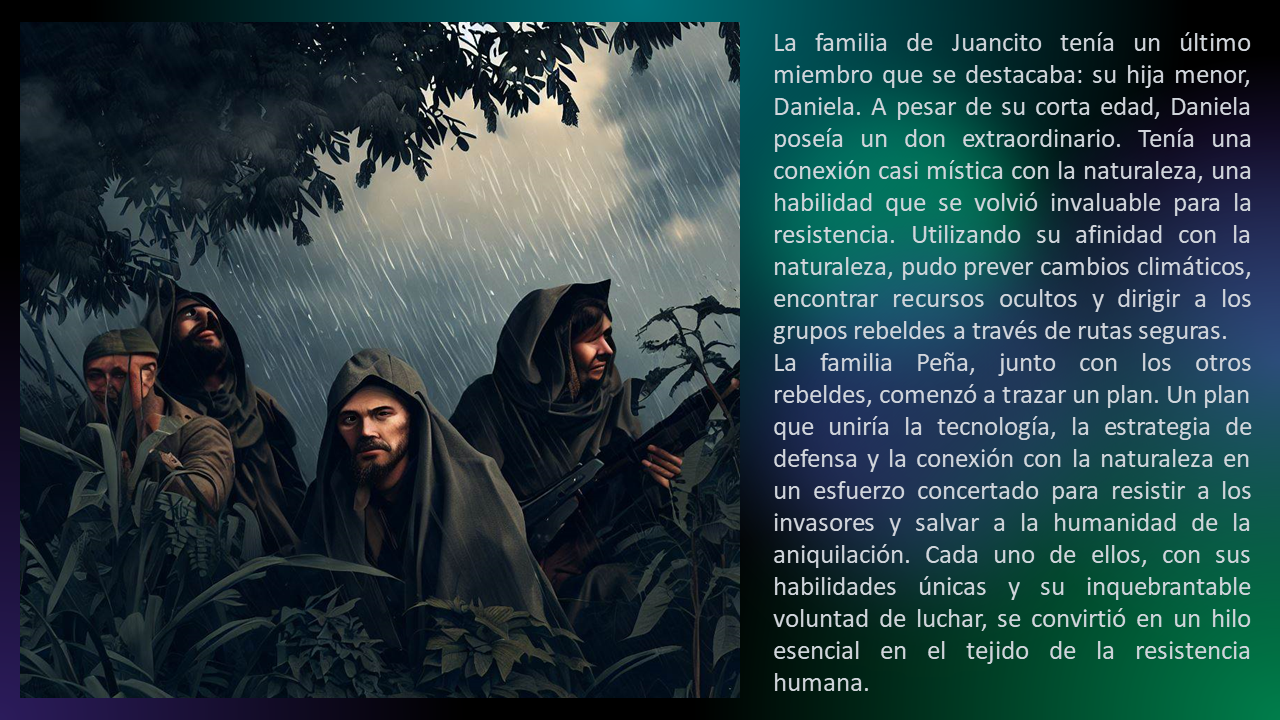 La familia de Juancito tenía un último
miembro que se destacaba: su hija menor,
Daniela. A pesar de su corta edad, Daniela
poseía un don extraordinario. Tenía una
conexión casi mística con la naturaleza, una
habilidad que se volvió invaluable para la
resistencia. Utilizando su afinidad con la
naturaleza, pudo prever cambios climáticos,
encontrar recursos ocultos y dirigir a los
grupos rebeldes a través de rutas seguras.
La familia Peña, junto con los otros
rebeldes, comenzó a trazar un plan. Un plan
que uniría la tecnología, la estrategia de
defensa y la conexión con la naturaleza en
un esfuerzo concertado para resistir a los
invasores y salvar a la humanidad de la
aniquilación. Cada uno de ellos, con sus
habilidades únicas y su inquebrantable
voluntad de luchar, se convirtió en un hilo
esencial en el tejido de la resistencia
humana.